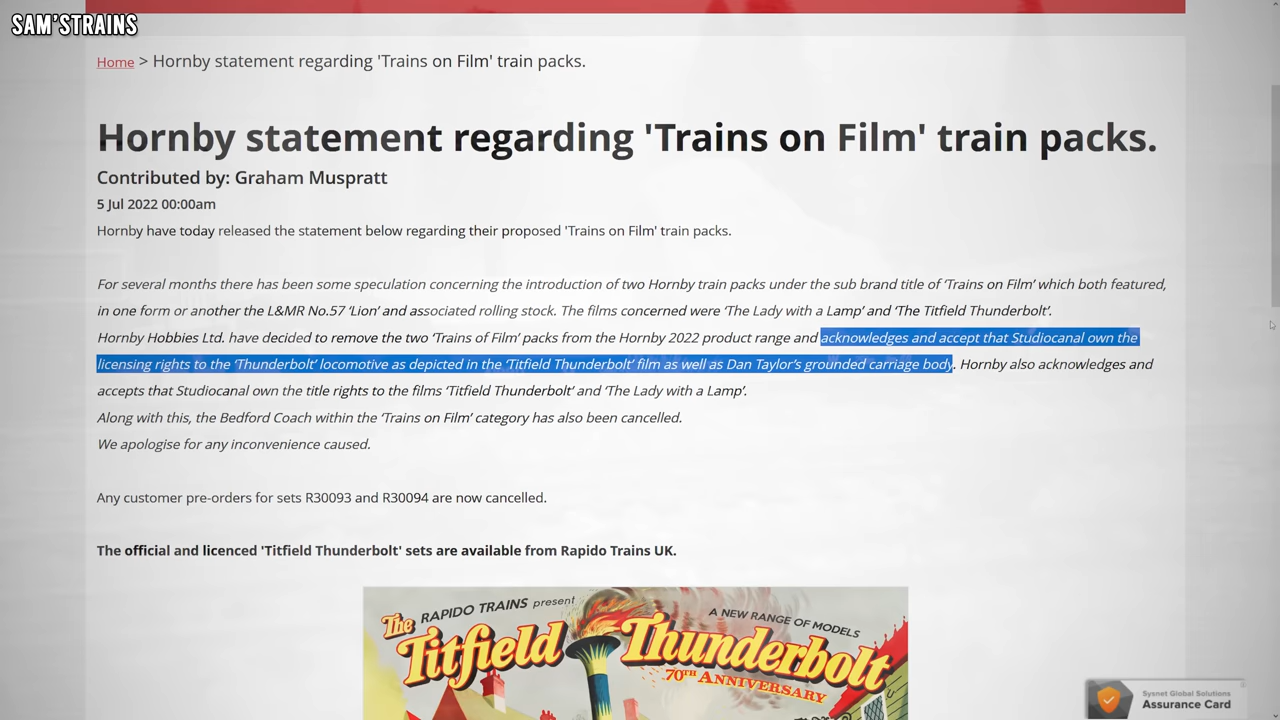 SAM'STRAINS
Home > Hornby statement regarding 'Trains on Film' train packs.
Hornby statement regarding 'Trains on Film' train packs.
Contributed by: Graham Muspratt
5 Jul 2022 00:00am
Hornby have today released the statement below regarding their proposed 'Trains on Film' train packs.
For several months there has been some speculation concerning the introduction of two Hornby train packs under the sub brand title of ‘Trains on Film’ which both featured,
in one form or another the L&MR No.57 ‘Lion’ and associated rolling stock. The films concerned were ‘The Lady with a Lamp’ and ‘The Titfield Thunderbolt’.
Hornby Hobbies Ltd. have decided to remove the two ‘Trains of Film’ packs from the Hornby 2022 product range and acknowledges and accept that Studiocanal own the
licensing rights to the ‘Thunderbolt’ locomotive as depicted in the ‘Titfield Thunderbolt’ film as well as Dan Taylor’s grounded carriage body. Hornby also acknowledges and
accepts that Studiocanal own the title rights to the films ‘Titfield Thunderbolt’ and ‘The Lady with a Lamp’.
Along with this, the Bedford Coach within the ‘Trains on Film’ category has also been cancelled.
We apologise for any inconvenience caused.
Any customer pre-orders for sets R30093 and R30094 are now cancelled.
The official and licenced 'Titfield Thunderbolt' sets are available from Rapido Trains UK.
RAPIDO TRAINS present
A NEW RANGE OF MODELS
The Titfield Thunderbolt
70TH ANNIVERSARY
Sysnet Global Solutions
Assurance Card